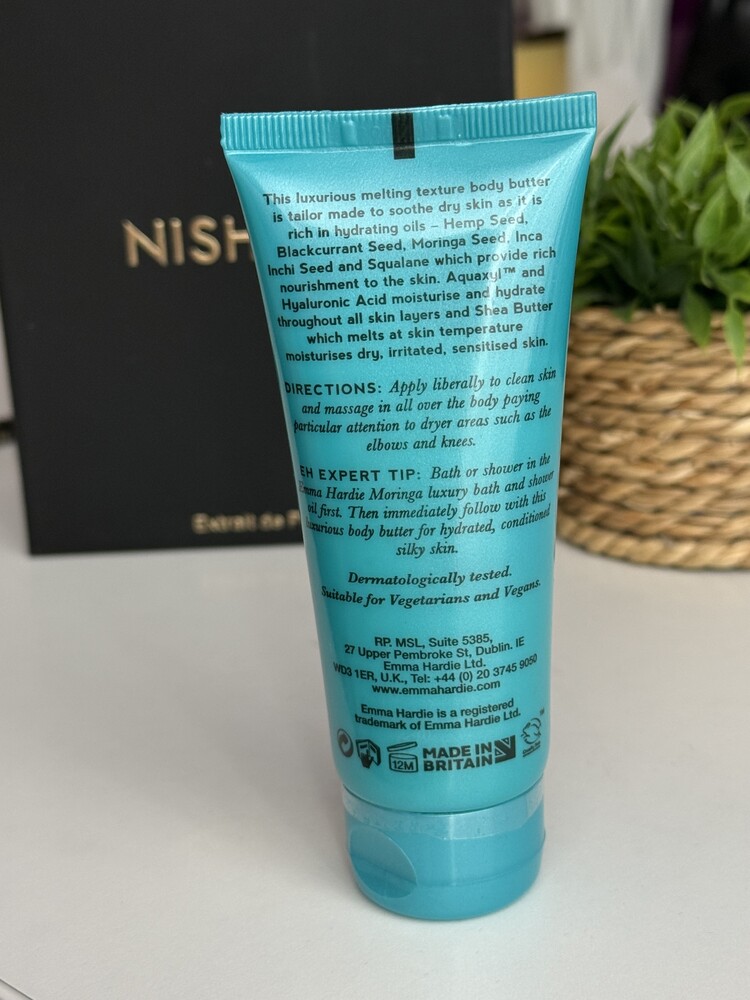 NISH
Extrait de P
This luxurious melting texture body butter
is tailor made to soothe dry skin as it is
rich in hydrating oils – Hemp Seed,
Blackcurrant Seed, Moringa Seed, Inca
Inchi Seed and Squalane which provide rich
nourishment to the skin. Aquaxyl™ and
Hyaluronic Acid moisturise and hydrate
throughout all skin layers and Shea Butter
which melts at skin temperature
moisturises dry, irritated, sensitised skin.
DIRECTIONS: Apply liberally to clean skin
and massage in all over the body paying
particular attention to dryer areas such as the
elbows and knees.
EH EXPERT TIP: Bath or shower in the
Emma Hardie Moringa luxury bath and shower
oil first. Then immediately follow with this
luxurious body butter for hydrated, conditioned
silky skin.
Dermatologically tested.
Suitable for Vegetarians and Vegans.
RP. MSL, Suite 5385,
27 Upper Pembroke St, Dublin. IE
Emma Hardie Ltd.
WD3 1ER, U.K., Tel: +44 (0) 20 3745 9050
www.emmahardie.com
Emma Hardie is a registered
trademark of Emma Hardie Ltd.
12M
MADE IN
BRITAIN